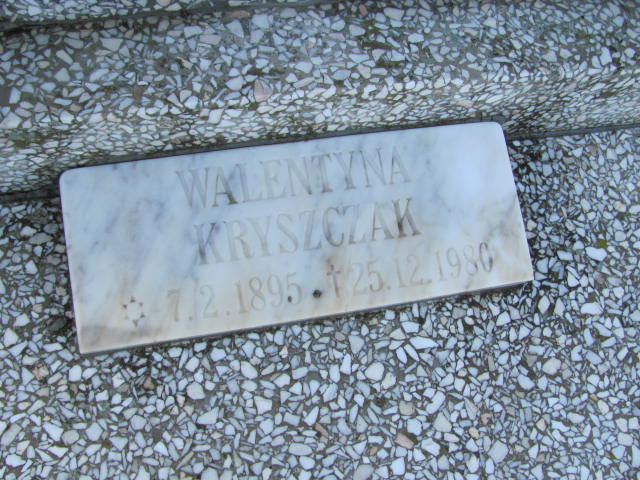 WALENTYNA
KRYSZCZAK
✡ 7.2.1895 ✝ 25.12.1980